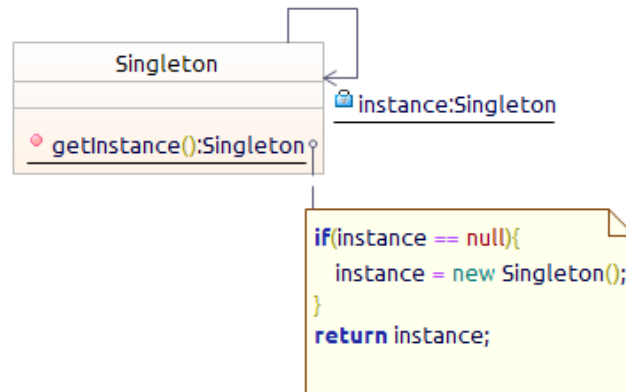 Singleton
instance:Singleton
getInstance():Singleton
if(instance == null){
instance = new Singleton();
}
return instance;